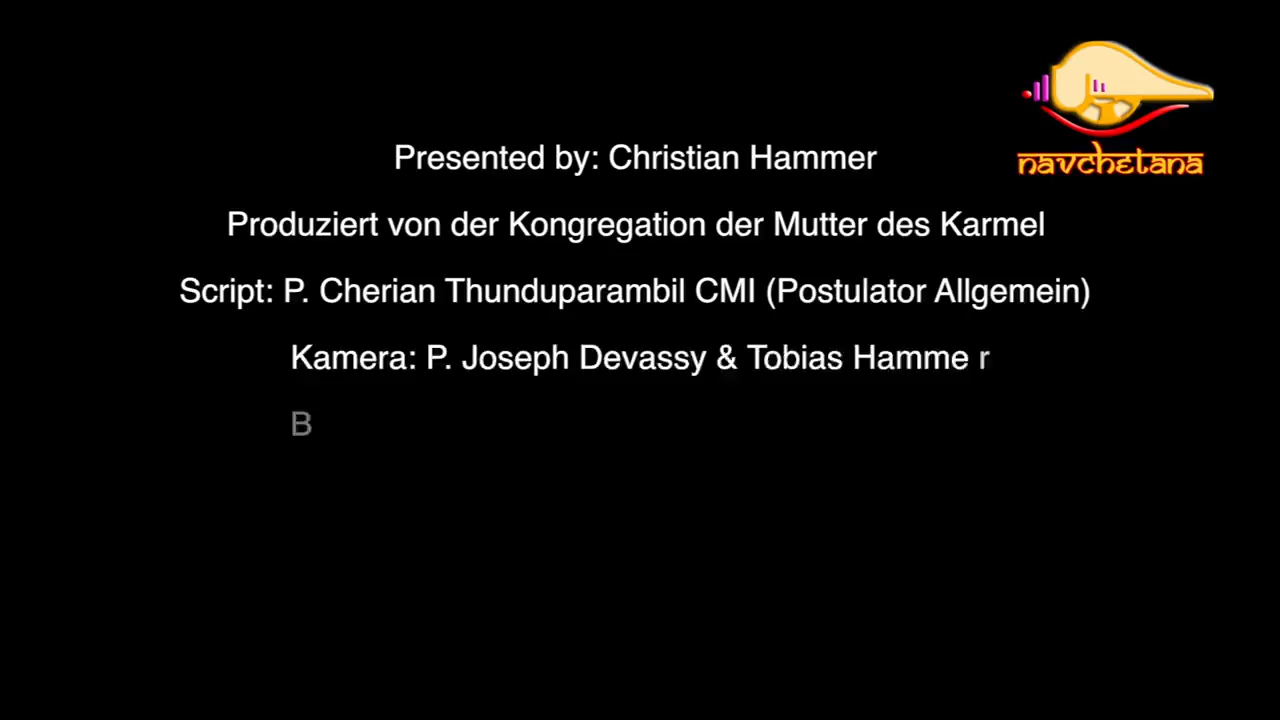 Presented by: Christian Hammer
navchetana
Produziert von der Kongregation der Mutter des Karmel
Script: P. Cherian Thunduparambil CMI (Postulator Allgemein)
Kamera: P. Joseph Devassy & Tobias Hamme r
B